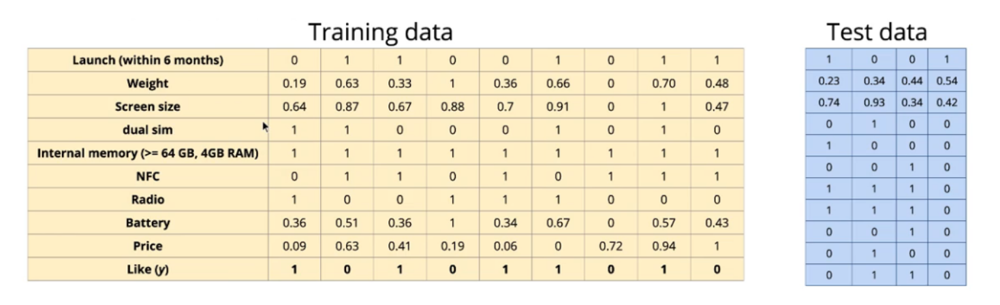 Training data
Test data
Launch (within 6 months) 0 1 1 0 0 1 0 1 1
Weight 0.19 0.63 0.33 1 0.36 0.66 0 0.70 0.48
Screen size 0.64 0.87 0.67 0.88 0.7 0.91 0 1 0.47
dual sim 1 1 0 0 0 1 0 1 0
Internal memory (>= 64 GB, 4GB RAM) 1 1 1 1 1 1 1 1 1
NFC 0 1 1 0 1 0 1 1 1
Radio 1 0 0 1 1 1 0 0 0
Battery 0.36 0.51 0.36 1 0.34 0.67 0 0.57 0.43
Price 0.09 0.63 0.41 0.19 0.06 0 0.72 0.94 1
Like (y) 1 0 1 0 1 1 0 1 0
1 0 0 1
0.23 0.34 0.44 0.54
0.74 0.93 0.34 0.42
0 1 0 0
1 0 0 0
0 0 1 0
1 1 1 0
1 1 1 0
0 0 1 0
0 1 0 0
0 1 1 0